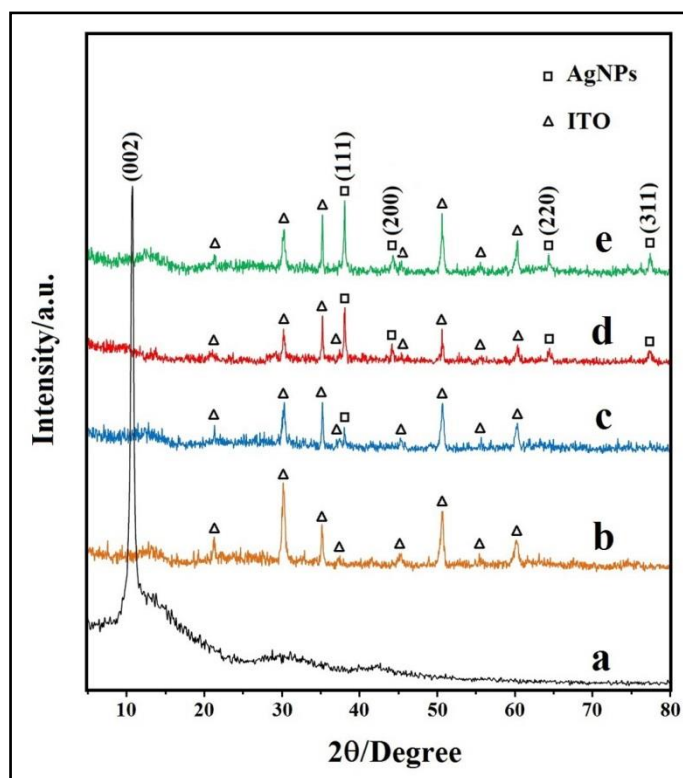 □ AgNPs
△ ITO
(002)
(111)
(200)
(220)
(311)
e
d
c
b
a
Intensity/a.u.
10 20 30 40 50 60 70 80
2θ/Degree